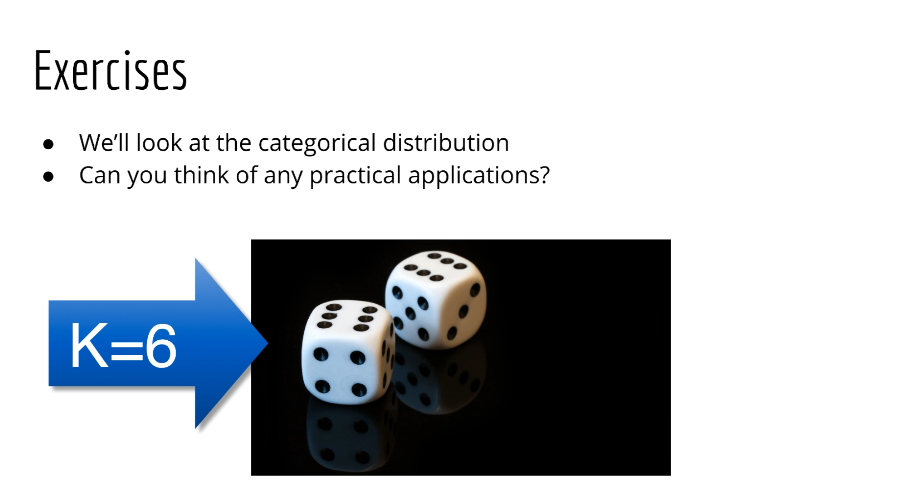 Exercises
● We’ll look at the categorical distribution
● Can you think of any practical applications?
K=6